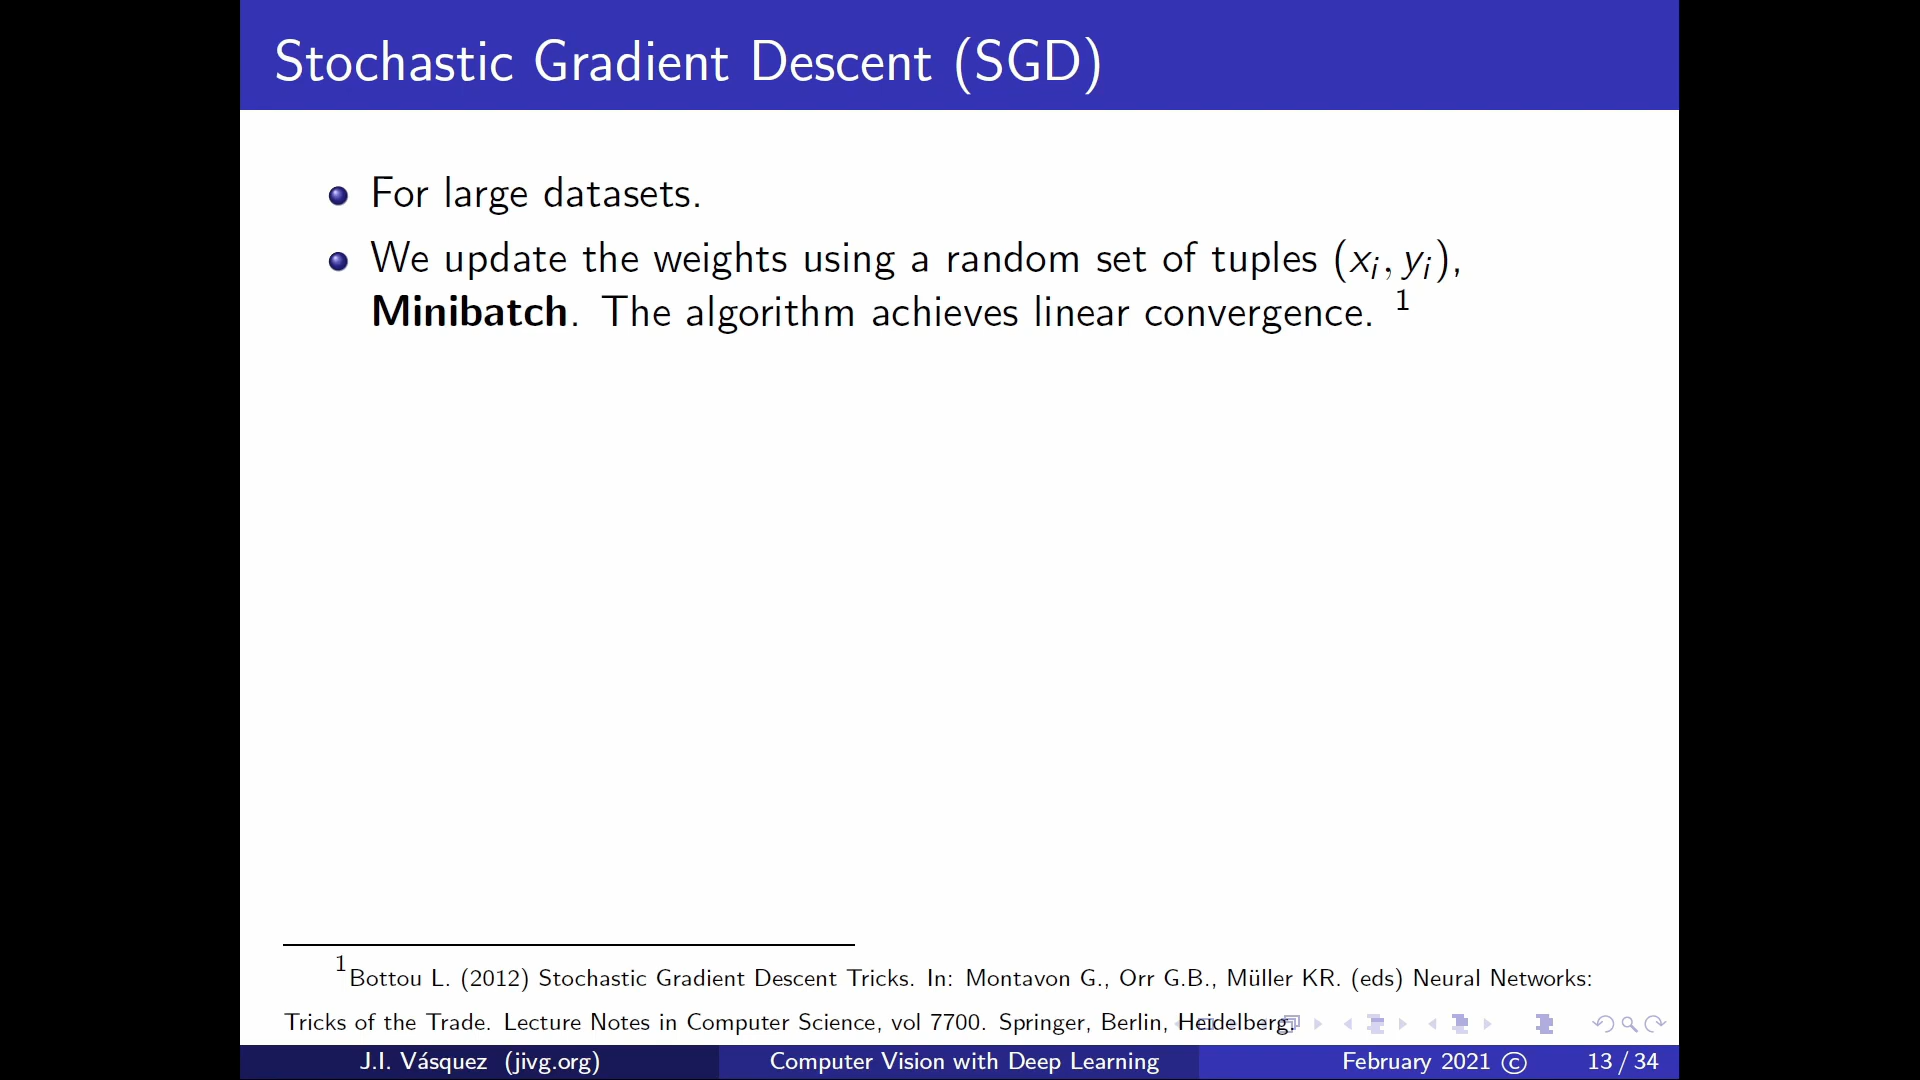 Stochastic Gradient Descent (SGD)
For large datasets.
We update the weights using a random set of tuples (xᵢ, yᵢ),
Minibatch. The algorithm achieves linear convergence. ¹
¹Bottou L. (2012) Stochastic Gradient Descent Tricks. In: Montavon G., Orr G.B., Müller KR. (eds) Neural Networks:
Tricks of the Trade. Lecture Notes in Computer Science, vol 7700. Springer, Berlin, Heidelberg.
J.I. Vásquez (jivg.org) Computer Vision with Deep Learning February 2021 © 13 / 34